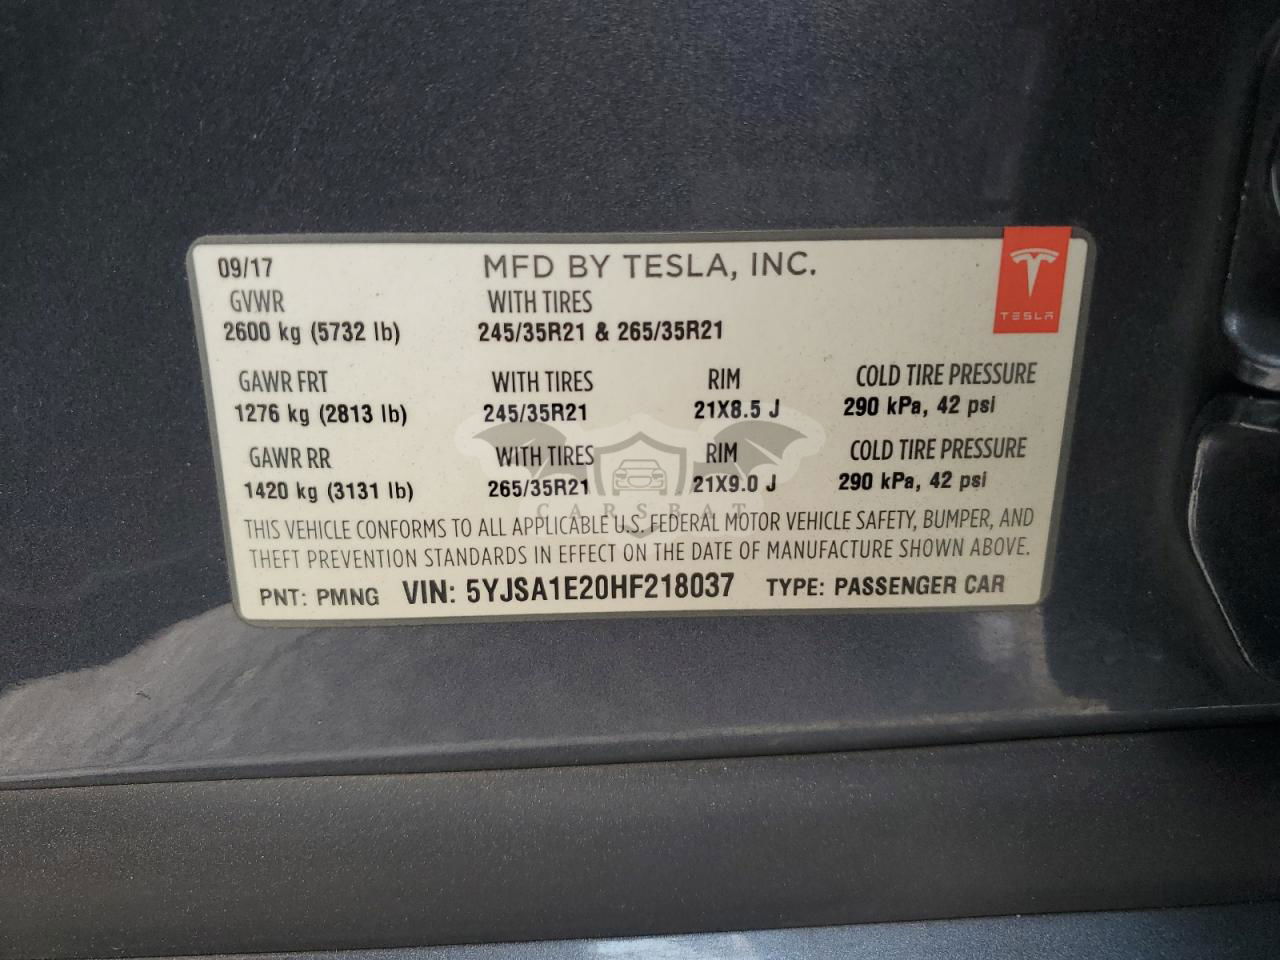 09/17 MFD BY TESLA, INC.
TESLA
GVWR WITH TIRES
2600 kg (5732 lb) 245/35R21 & 265/35R21
GAWR FRT WITH TIRES RIM COLD TIRE PRESSURE
1276 kg (2813 lb) 245/35R21 21X8.5 J 290 kPa, 42 psi
GAWR RR WITH TIRES RIM COLD TIRE PRESSURE
1420 kg (3131 lb) 265/35R21 21X9.0 J 290 kPa, 42 psi
CARSBAT
THIS VEHICLE CONFORMS TO ALL APPLICABLE U.S. FEDERAL MOTOR VEHICLE SAFETY, BUMPER, AND
THEFT PREVENTION STANDARDS IN EFFECT ON THE DATE OF MANUFACTURE SHOWN ABOVE.
PNT: PMNG VIN: 5YJSA1E20HF218037 TYPE: PASSENGER CAR